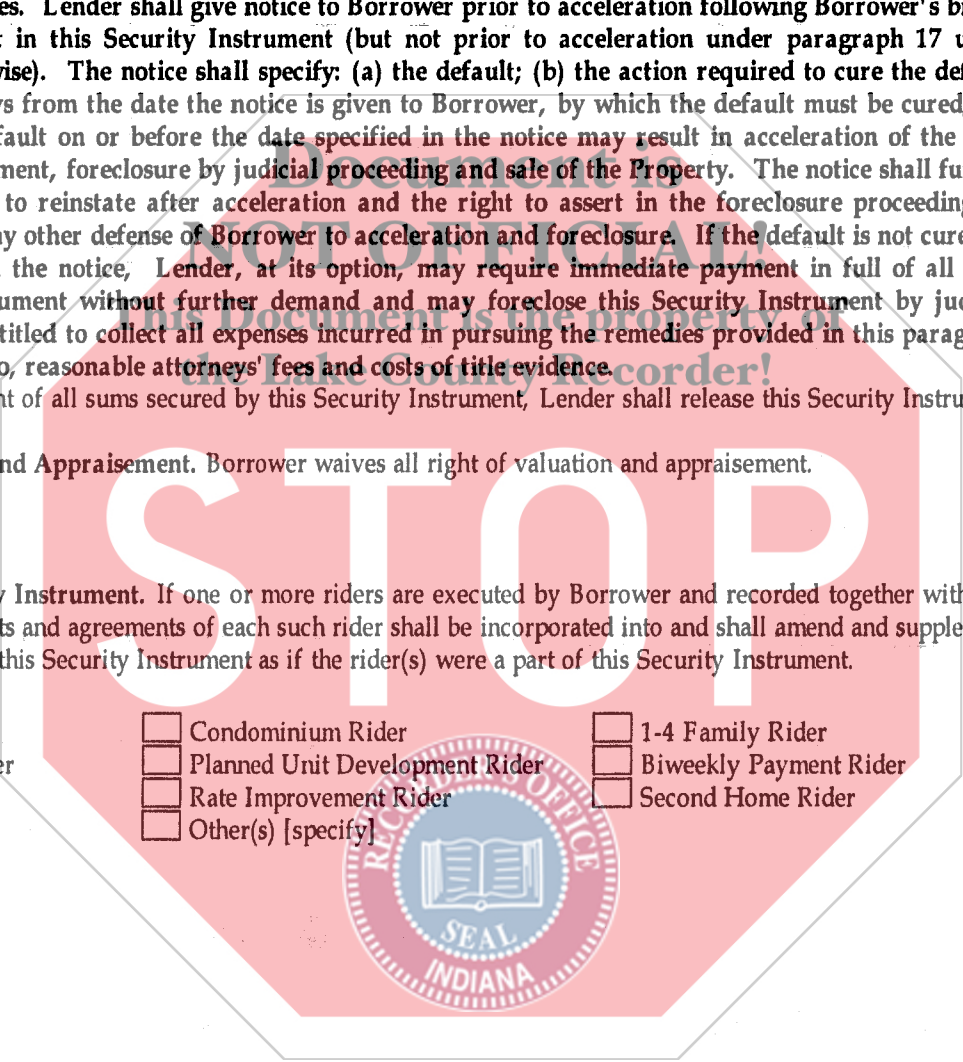 es. Lender shall give notice to Borrower prior to acceleration following Borrower's b
t in this Security Instrument (but not prior to acceleration under paragraph 17 u
wise). The notice shall specify: (a) the default; (b) the action required to cure the def
ys from the date the notice is given to Borrower, by which the default must be cured,
fault on or before the date specified in the notice may result in acceleration of the
Document is
ment, foreclosure by judicial proceeding and sale of the Property. The notice shall fu
to reinstate after acceleration and the right to assert in the foreclosure proceeding
NOT OFFICIAL!
ny other defense of Borrower to acceleration and foreclosure. If the default is not cure
the notice, Lender, at its option, may require immediate payment in full of all
ument without further demand and may foreclose this Security Instrument by jud
This Document is the property of
titled to collect all expenses incurred in pursuing the remedies provided in this parag
o, reasonable attorneys' fees and costs of title evidence.
the Lake County Recorder!
nt of all sums secured by this Security Instrument, Lender shall release this Security Instru
nd Appraisement. Borrower waives all right of valuation and appraisement.
STOP
y Instrument. If one or more riders are executed by Borrower and recorded together with
ts and agreements of each such rider shall be incorporated into and shall amend and supple
this Security Instrument as if the rider(s) were a part of this Security Instrument.
Condominium Rider 1-4 Family Rider
er Planned Unit Development Rider Biweekly Payment Rider
Rate Improvement Rider Second Home Rider
Other(s) [specify]
RECORDER'S OFFICE
SEAL
INDIANA